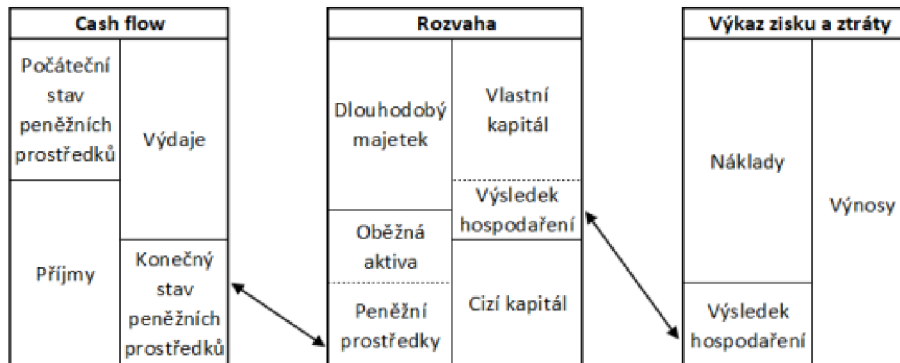 Cash flow
Počáteční
stav
peněžních
prostředků
Výdaje
Příjmy
Konečný
stav
peněžních
prostředků
Rozvaha
Dlouhodobý
majetek
Vlastní
kapitál
Výsledek
hospodaření
Oběžná
aktiva
Peněžní
prostředky
Cizí kapitál
Výkaz zisku a ztráty
Náklady
Výnosy
Výsledek
hospodaření